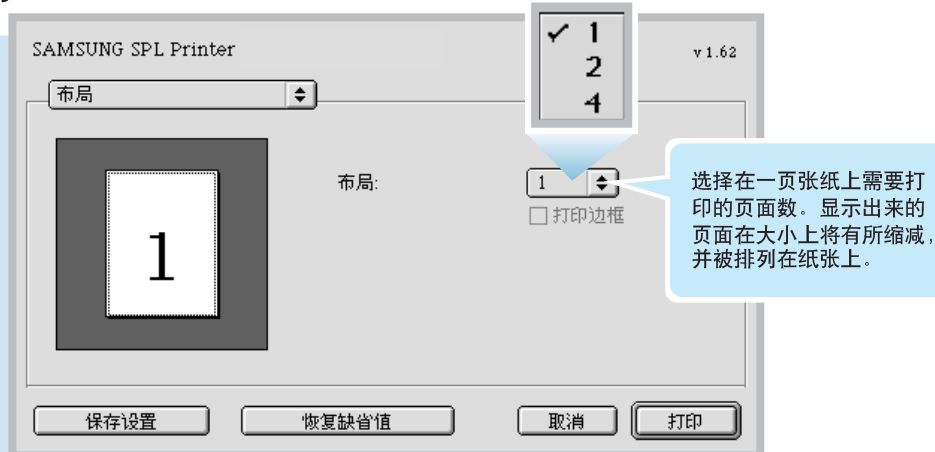 SAMSUNG SPL Printer
v 1.62
布局
✓ 1
2
4
1
布局:
1
打印边框
选择在一页张纸上需要打
印的页面数。显示出来的
页面在大小上将有所缩减,
并被排列在纸张上。
保存设置
恢复缺省值
取消
打印